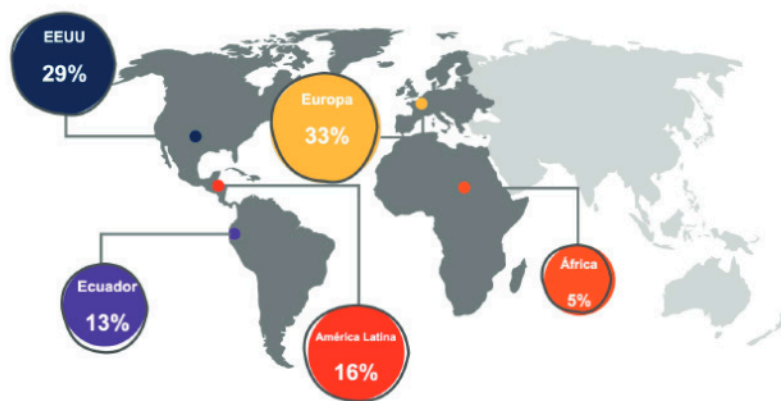 EEUU
29%
Europa
33%
Ecuador
13%
América Latina
16%
África
5%